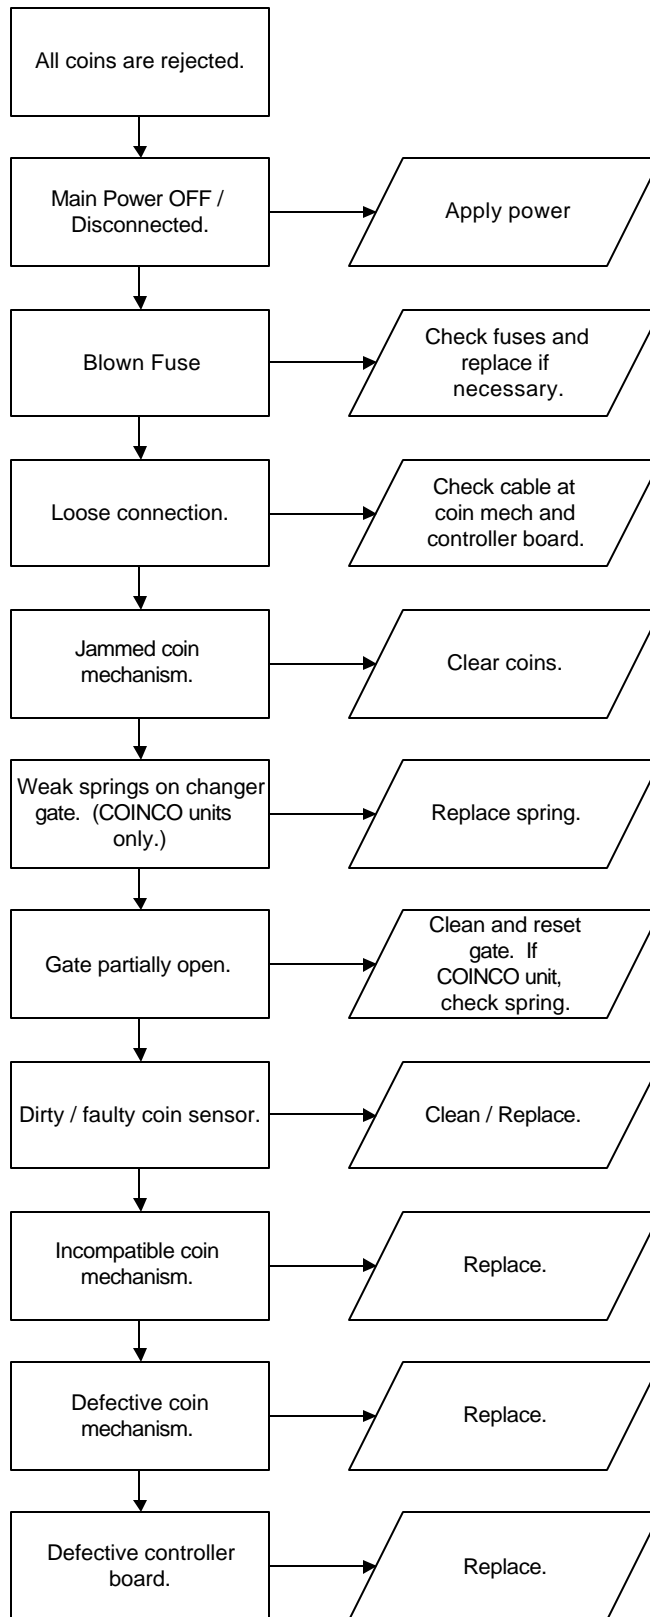 All coins are rejected.
Main Power OFF /
Disconnected.
Apply power
Blown Fuse
Check fuses and
replace if
necessary.
Loose connection.
Check cable at
coin mech and
controller board.
Jammed coin
mechanism.
Clear coins.
Weak springs on changer
gate.  (COINCO units
only.)
Replace spring.
Gate partially open.
Clean and reset
gate.  If
COINCO unit,
check spring.
Dirty / faulty coin sensor.
Clean / Replace.
Incompatible coin
mechanism.
Replace.
Defective coin
mechanism.
Replace.
Defective controller
board.
Replace.